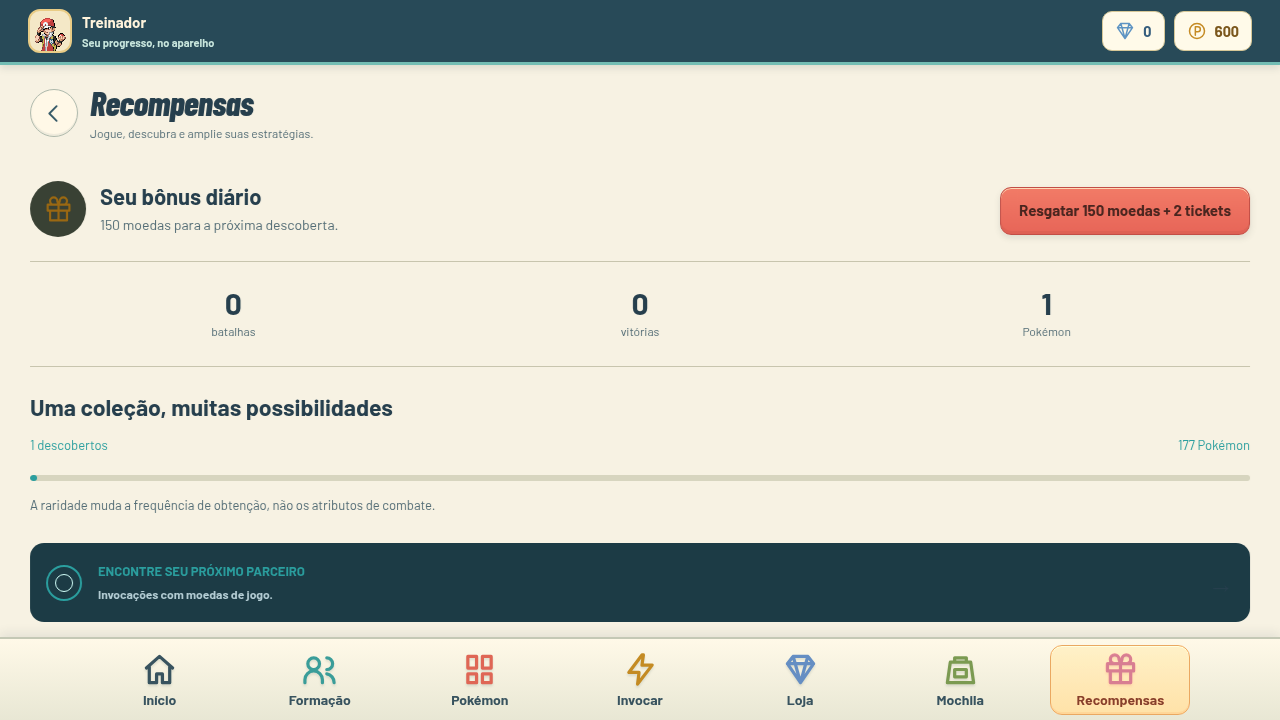 Treinador
Seu progresso, no aparelho
0
600
Recompensas
Jogue, descubra e amplie suas estratégias.
Seu bônus diário
150 moedas para a próxima descoberta.
Resgatar 150 moedas + 2 tickets
0
batalhas
0
vitórias
1
Pokémon
Uma coleção, muitas possibilidades
1 descobertos
177 Pokémon
A raridade muda a frequência de obtenção, não os atributos de combate.
ENCONTRE SEU PRÓXIMO PARCEIRO
Invocações com moedas de jogo.
Início
Formação
Pokémon
Invocar
Loja
Mochila
Recompensas